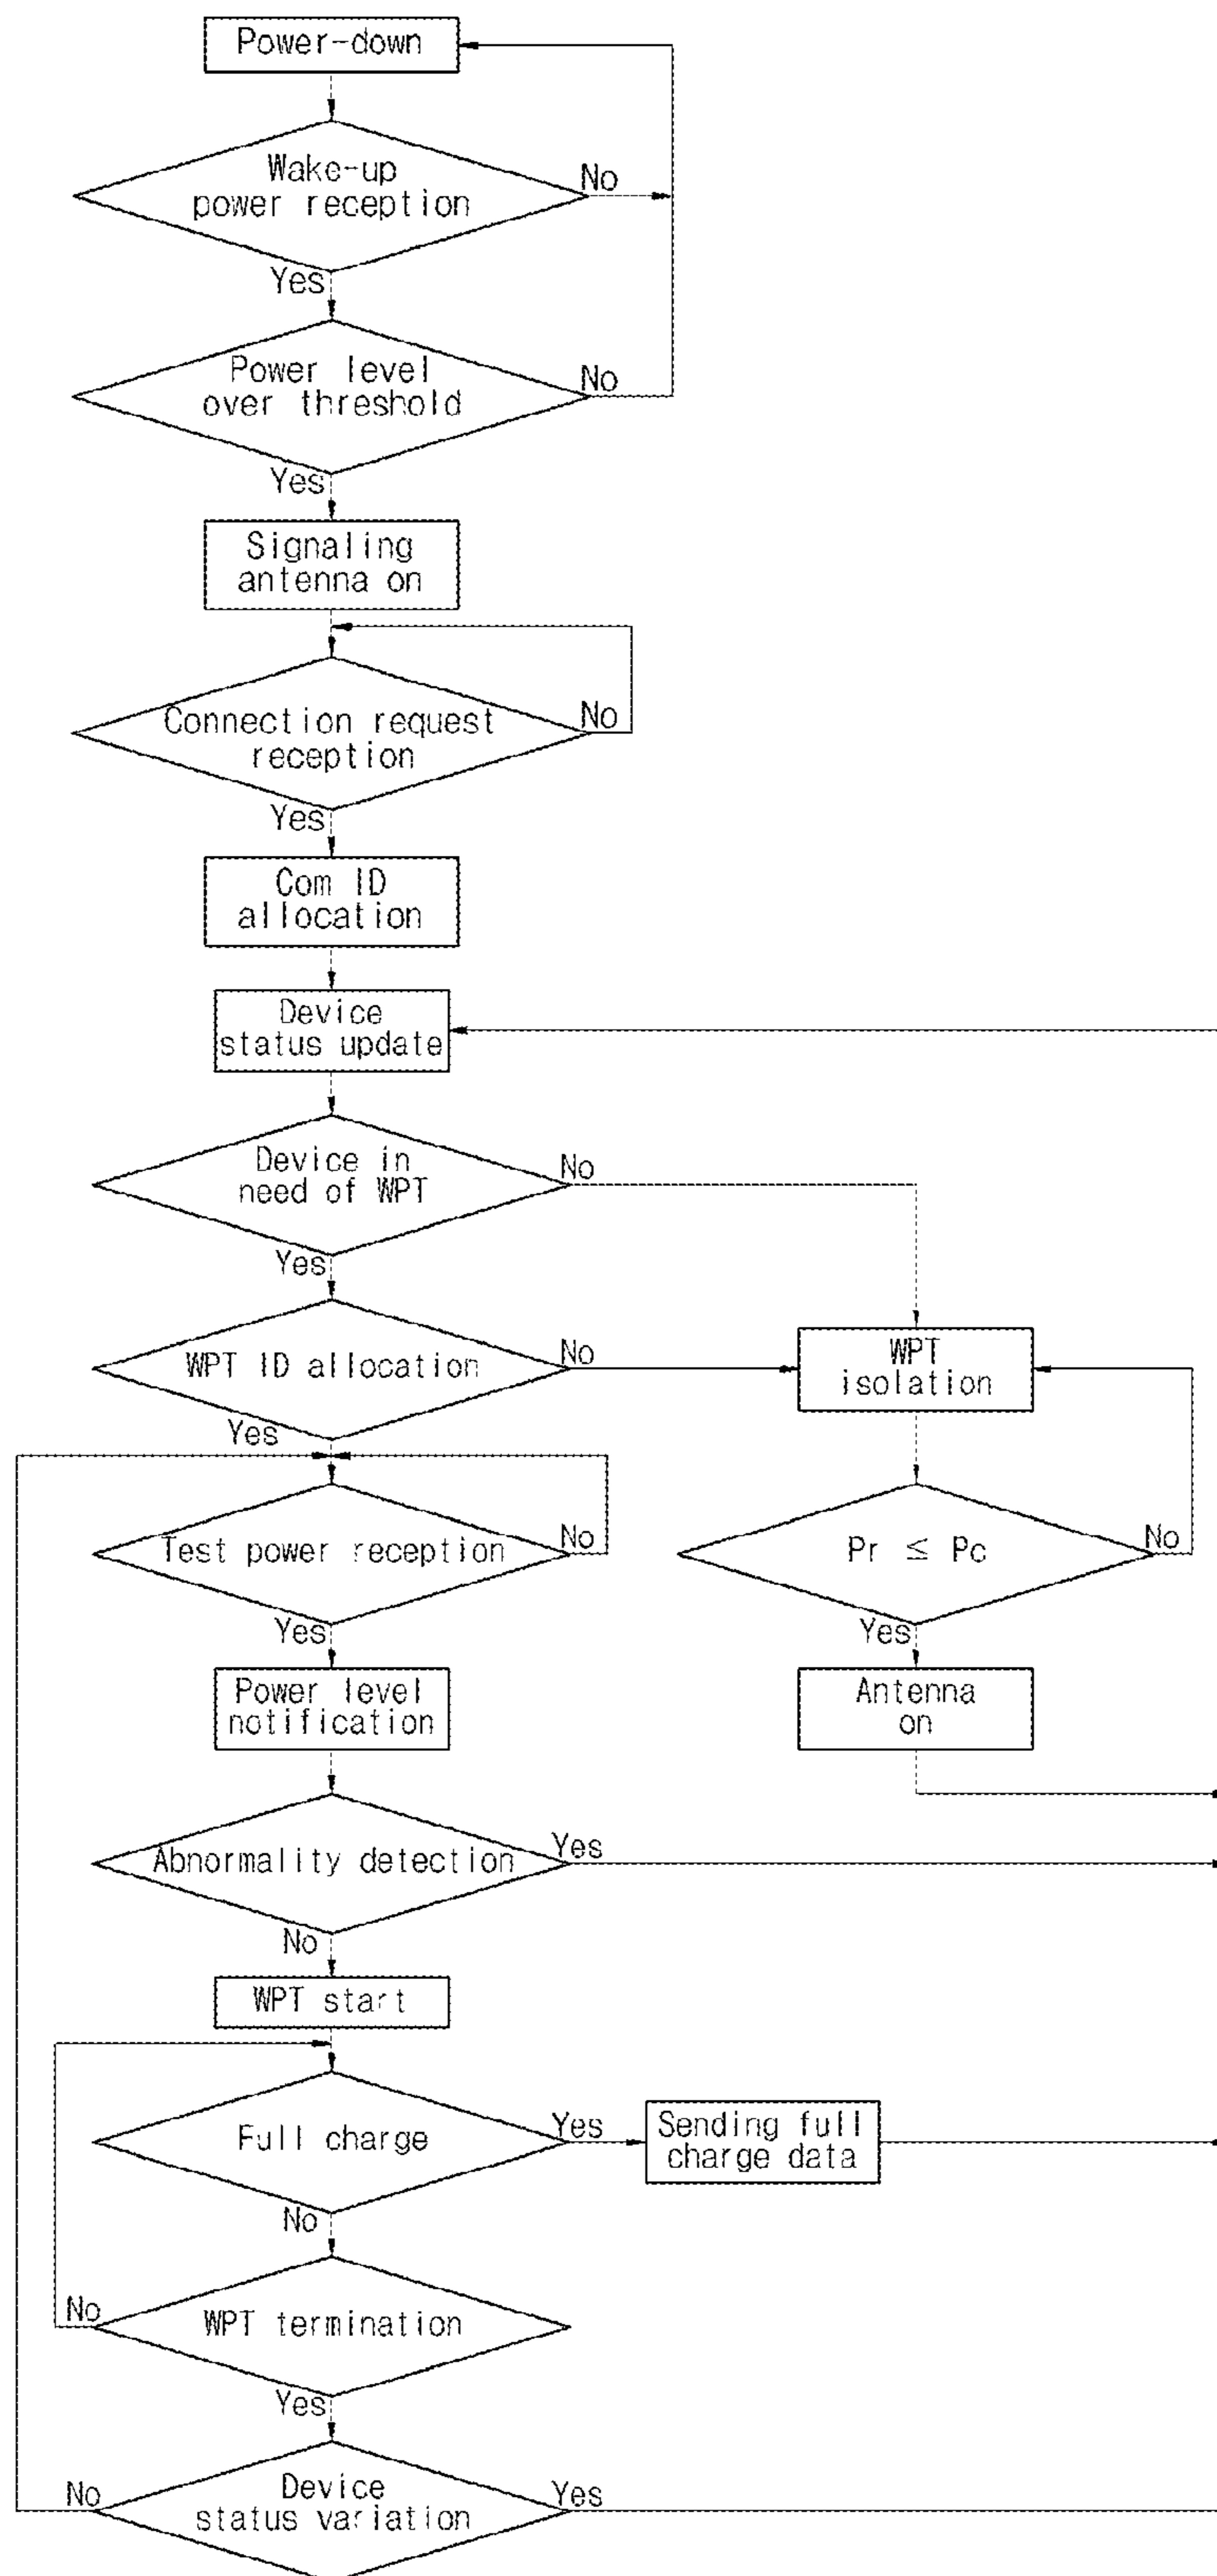 Power-down
Wake-up
power reception
No
Yes
Power level
over threshold
No
Yes
Signaling
antenna on
Connection request
reception
No
Yes
Com ID
allocation
Device
status update
Device in
need of WPT
No
Yes
WPT ID allocation
No
WPT
isolation
Yes
Test power reception
No
Pr ≤ Pc
No
Yes
Yes
Power level
notification
Antenna
on
Abnormality detection
Yes
No
WPT start
Full charge
Yes
Sending full
charge data
No
WPT termination
No
Yes
Device
status variation
No
Yes